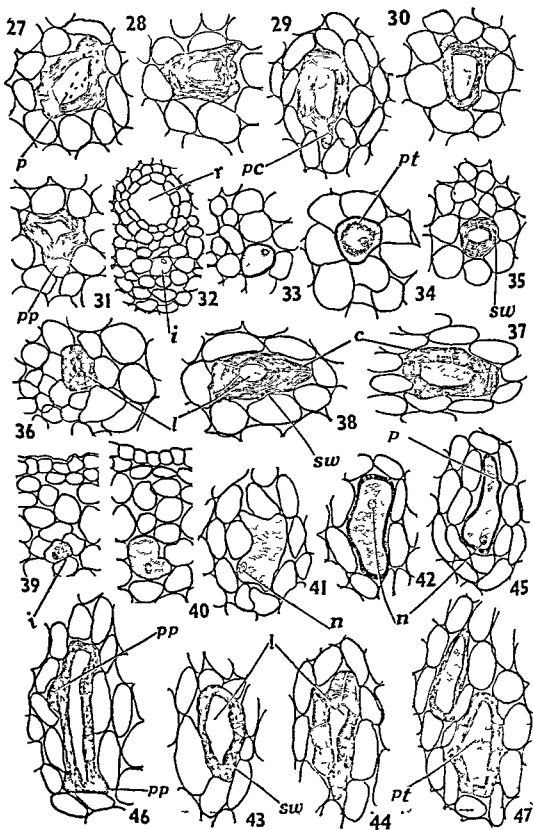 27 28 29 30
p pc
r pt
31 32 33 34 35
pp i sw
36 l 38 c 37
sw
p
39 40 41 42 45
i n n
pp l
46 pp 43 sw 44 pt 47